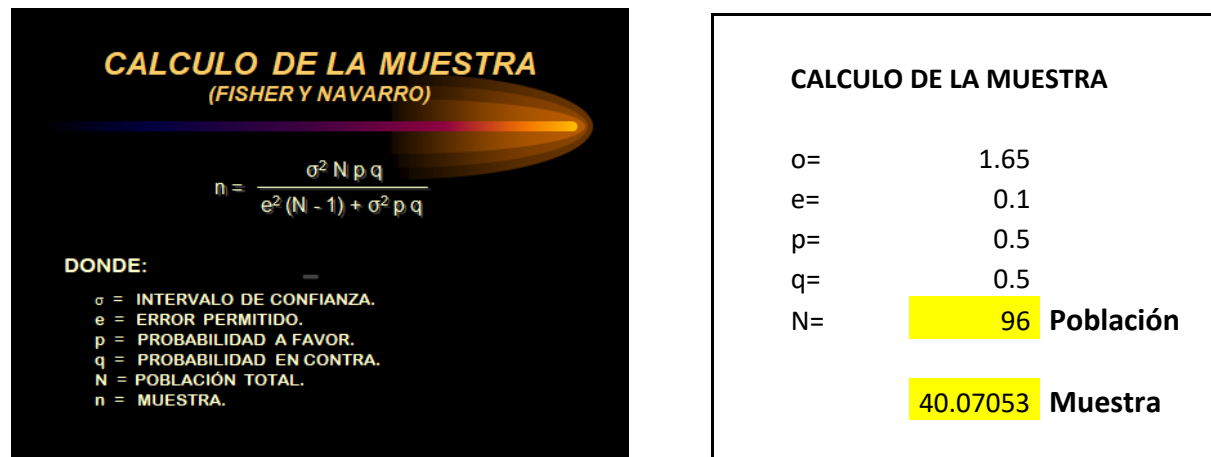 CALCULO DE LA MUESTRA
(FISHER Y NAVARRO)
n = σ² N p q
e² (N - 1) + σ² p q
DONDE:
σ = INTERVALO DE CONFIANZA.
e = ERROR PERMITIDO.
p = PROBABILIDAD A FAVOR.
q = PROBABILIDAD EN CONTRA.
N = POBLACIÓN TOTAL.
n = MUESTRA.
CALCULO DE LA MUESTRA
o= 1.65
e= 0.1
p= 0.5
q= 0.5
N= 96 Población
40.07053 Muestra